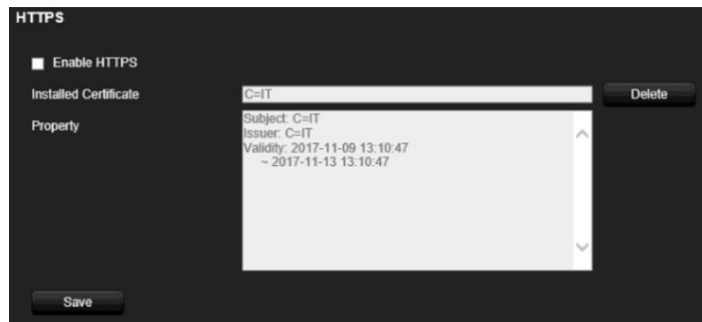 HTTPS
Enable HTTPS
Installed Certificate C=IT Delete
Property
Subject: C=IT
Issuer: C=IT
Validity: 2017-11-09 13:10:47
~ 2017-11-13 13:10:47
Save